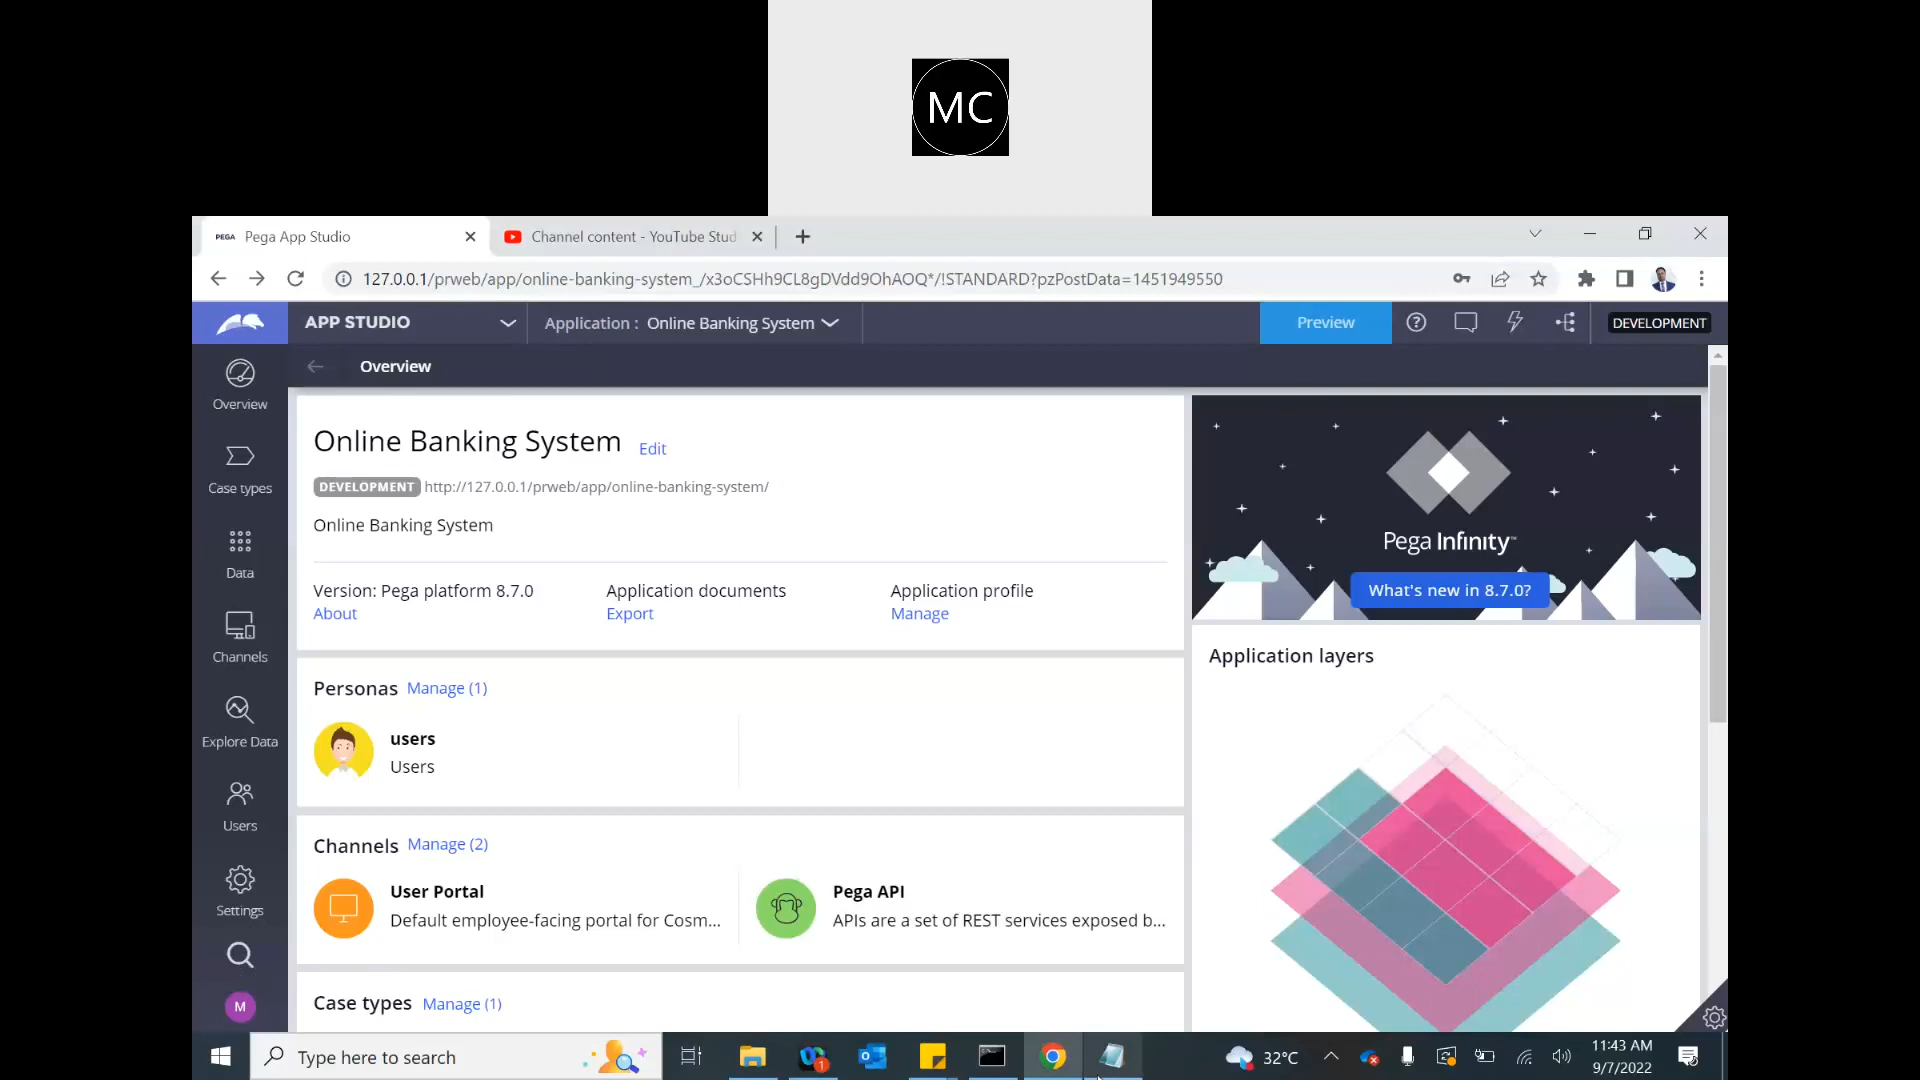 MC
PEGA Pega App Studio
Channel content - YouTube Stud
127.0.0.1/prweb/app/online-banking-system_/x3oCSHh9CL8gDVdd9OhAOQ*/!STANDARD?pzPostData=1451949550
APP STUDIO
Application : Online Banking System
Preview
DEVELOPMENT
Overview
Overview
Case types
Data
Channels
Explore Data
Users
Settings
M
Online Banking System Edit
DEVELOPMENT http://127.0.0.1/prweb/app/online-banking-system/
Online Banking System
Version: Pega platform 8.7.0
About
Application documents
Export
Application profile
Manage
Personas Manage (1)
users
Users
Channels Manage (2)
User Portal
Default employee-facing portal for Cosm...
Pega API
APIs are a set of REST services exposed b...
Case types Manage (1)
Pega Infinity™
What's new in 8.7.0?
Application layers
Type here to search
1
32°C
11:43 AM
9/7/2022